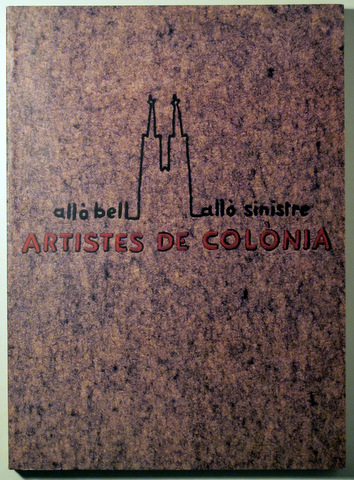 allò bell allò sinistre
ARTISTES DE COLÒNIA